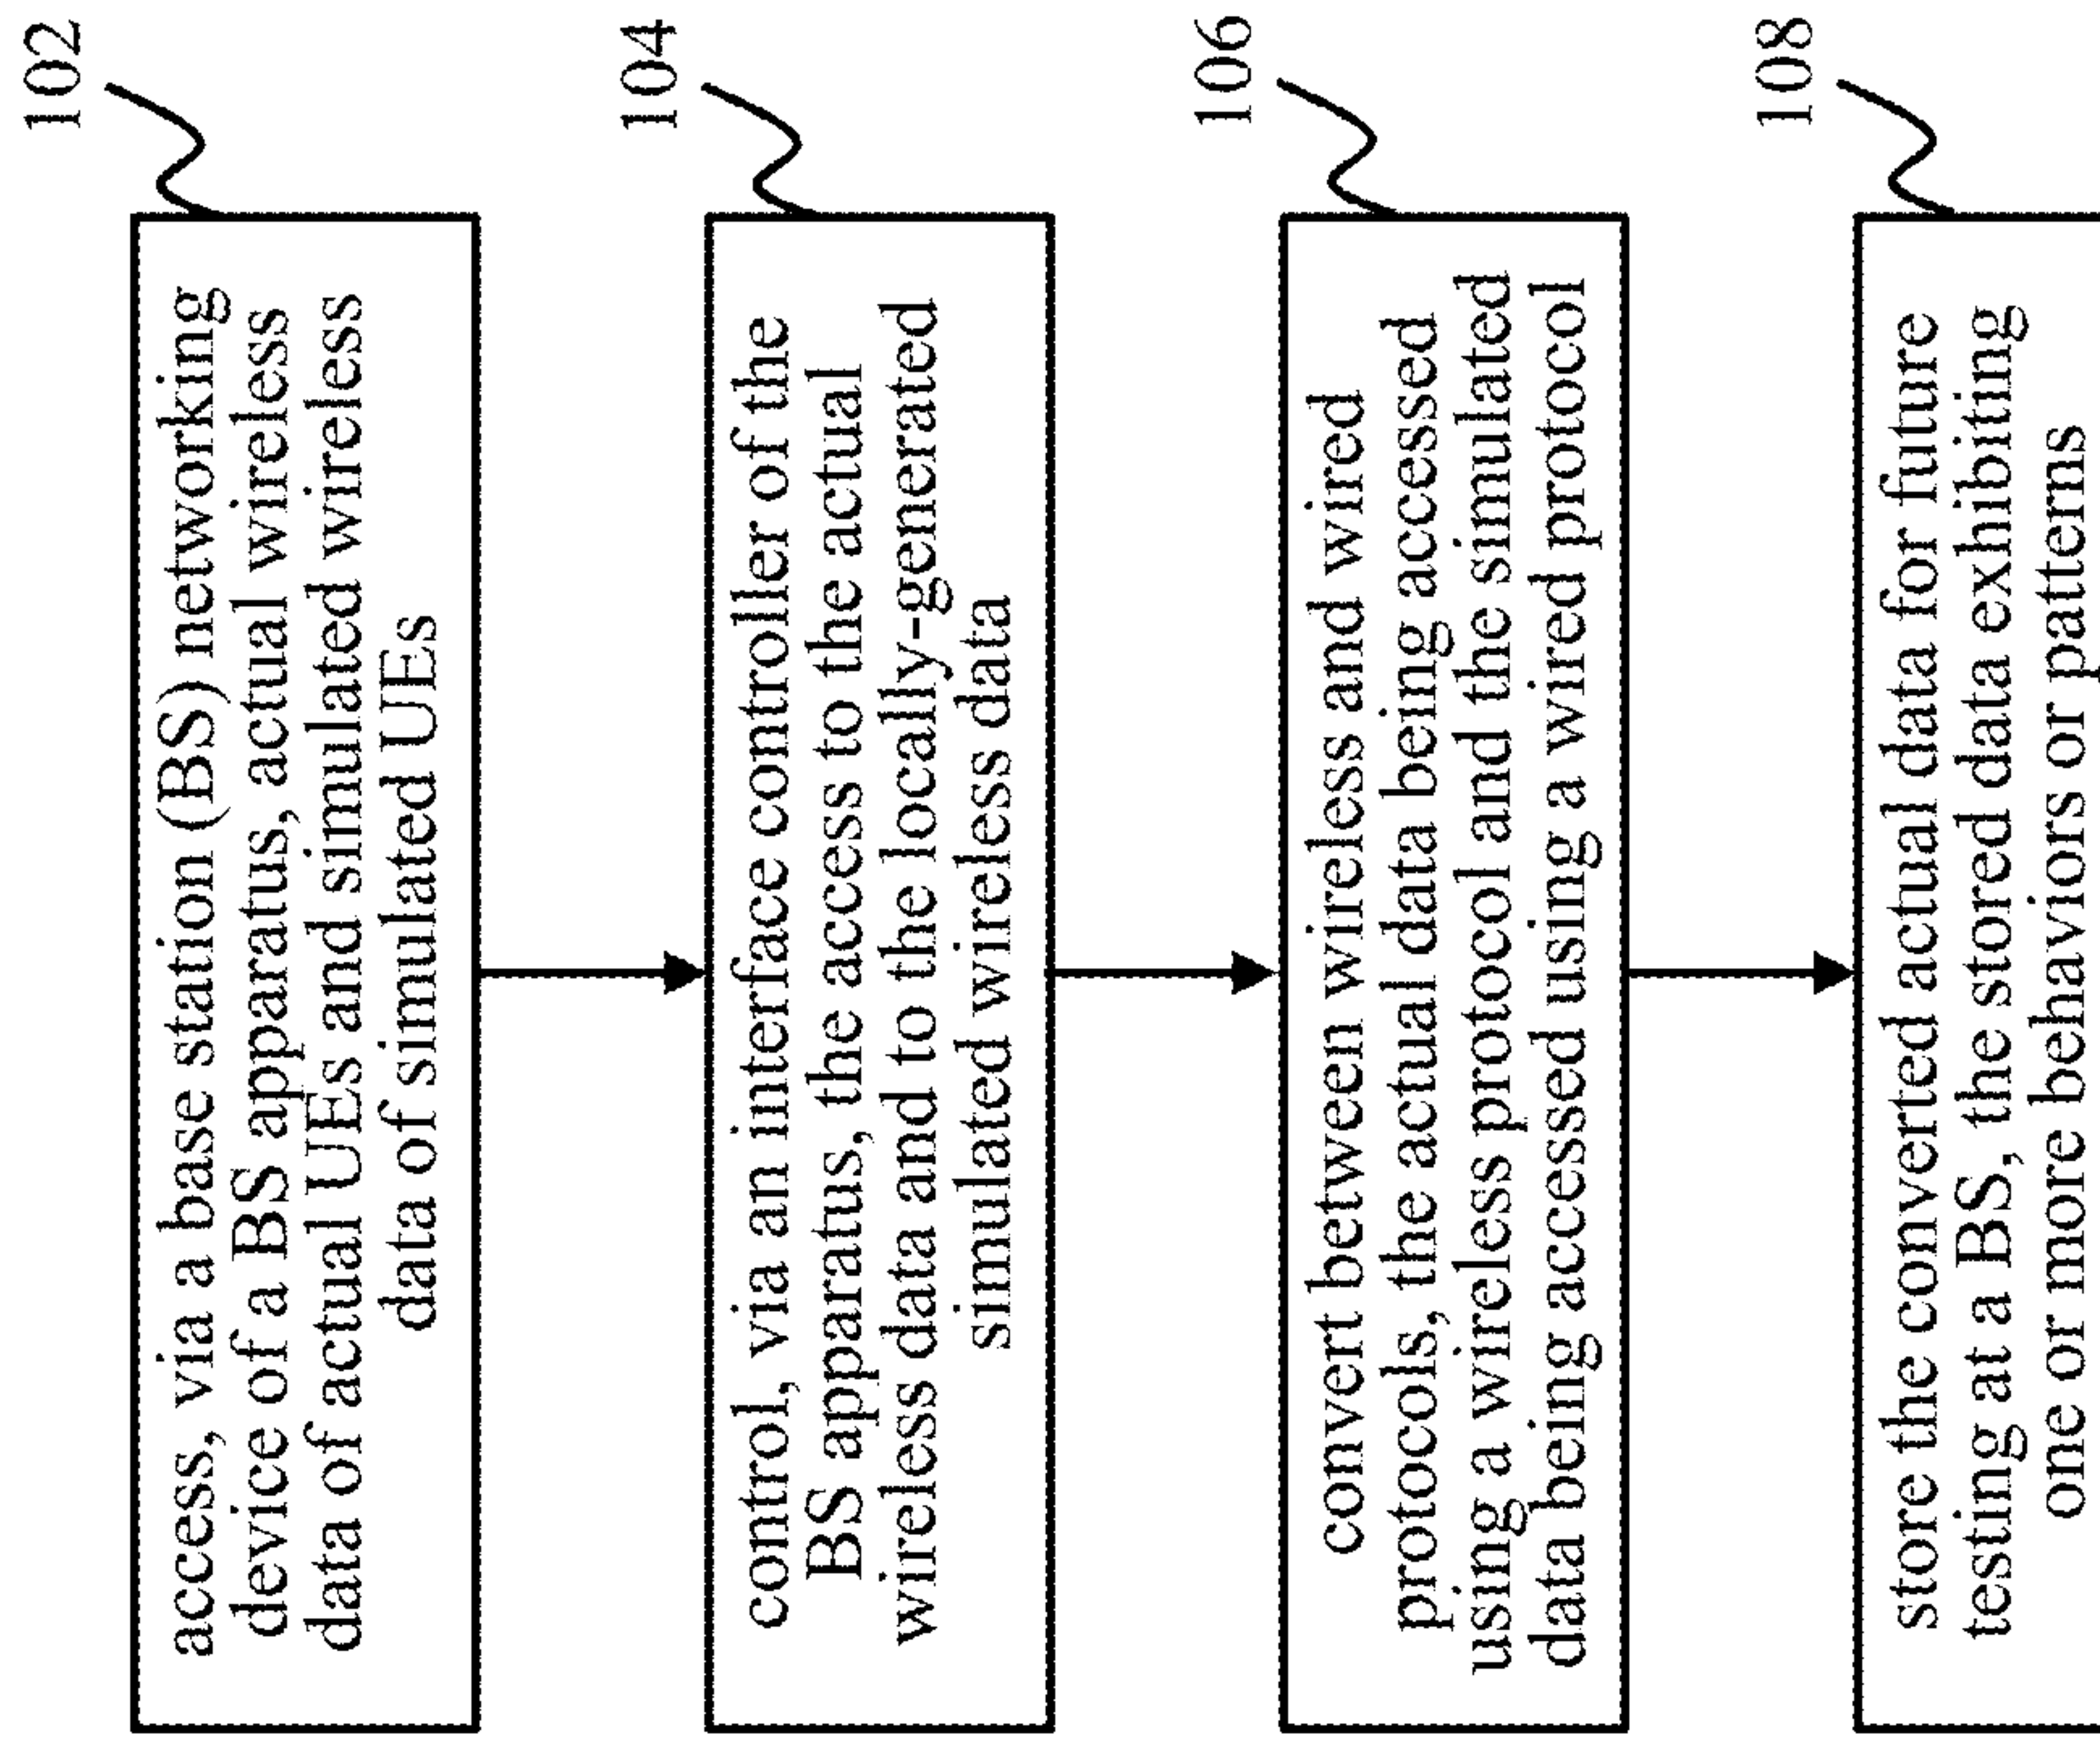 102
access, via a base station (BS) networking
device of a BS apparatus, actual wireless
data of actual UEs and simulated wireless
data of simulated UEs
104
control, via an interface controller of the
BS apparatus, the access to the actual
wireless data and to the locally-generated
simulated wireless data
106
convert between wireless and wired
protocols, the actual data being accessed
using a wireless protocol and the simulated
data being accessed using a wired protocol
108
store the converted actual data for future
testing at a BS, the stored data exhibiting
one or more behaviors or patterns